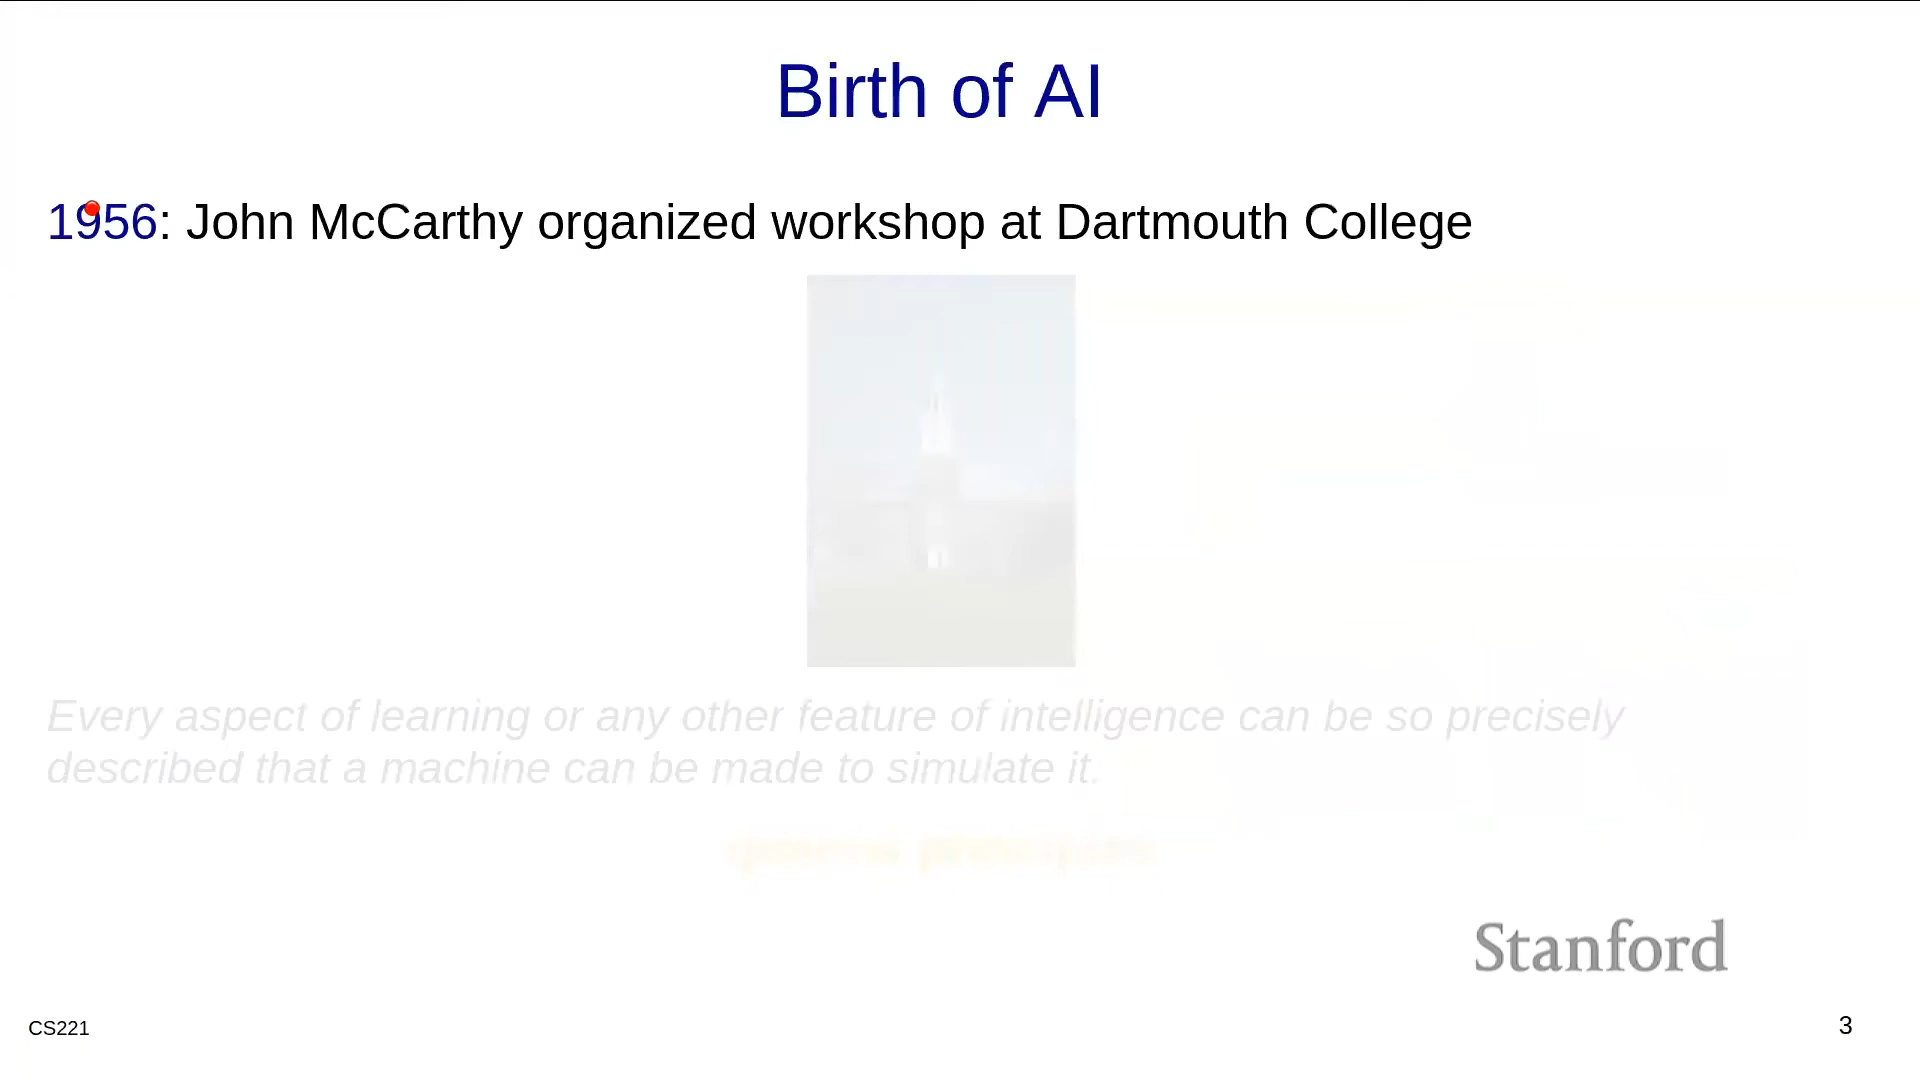 Birth of AI
1956: John McCarthy organized workshop at Dartmouth College
Every aspect of learning or any other feature of intelligence can be so precisely
described that a machine can be made to simulate it.
Stanford
CS221
3